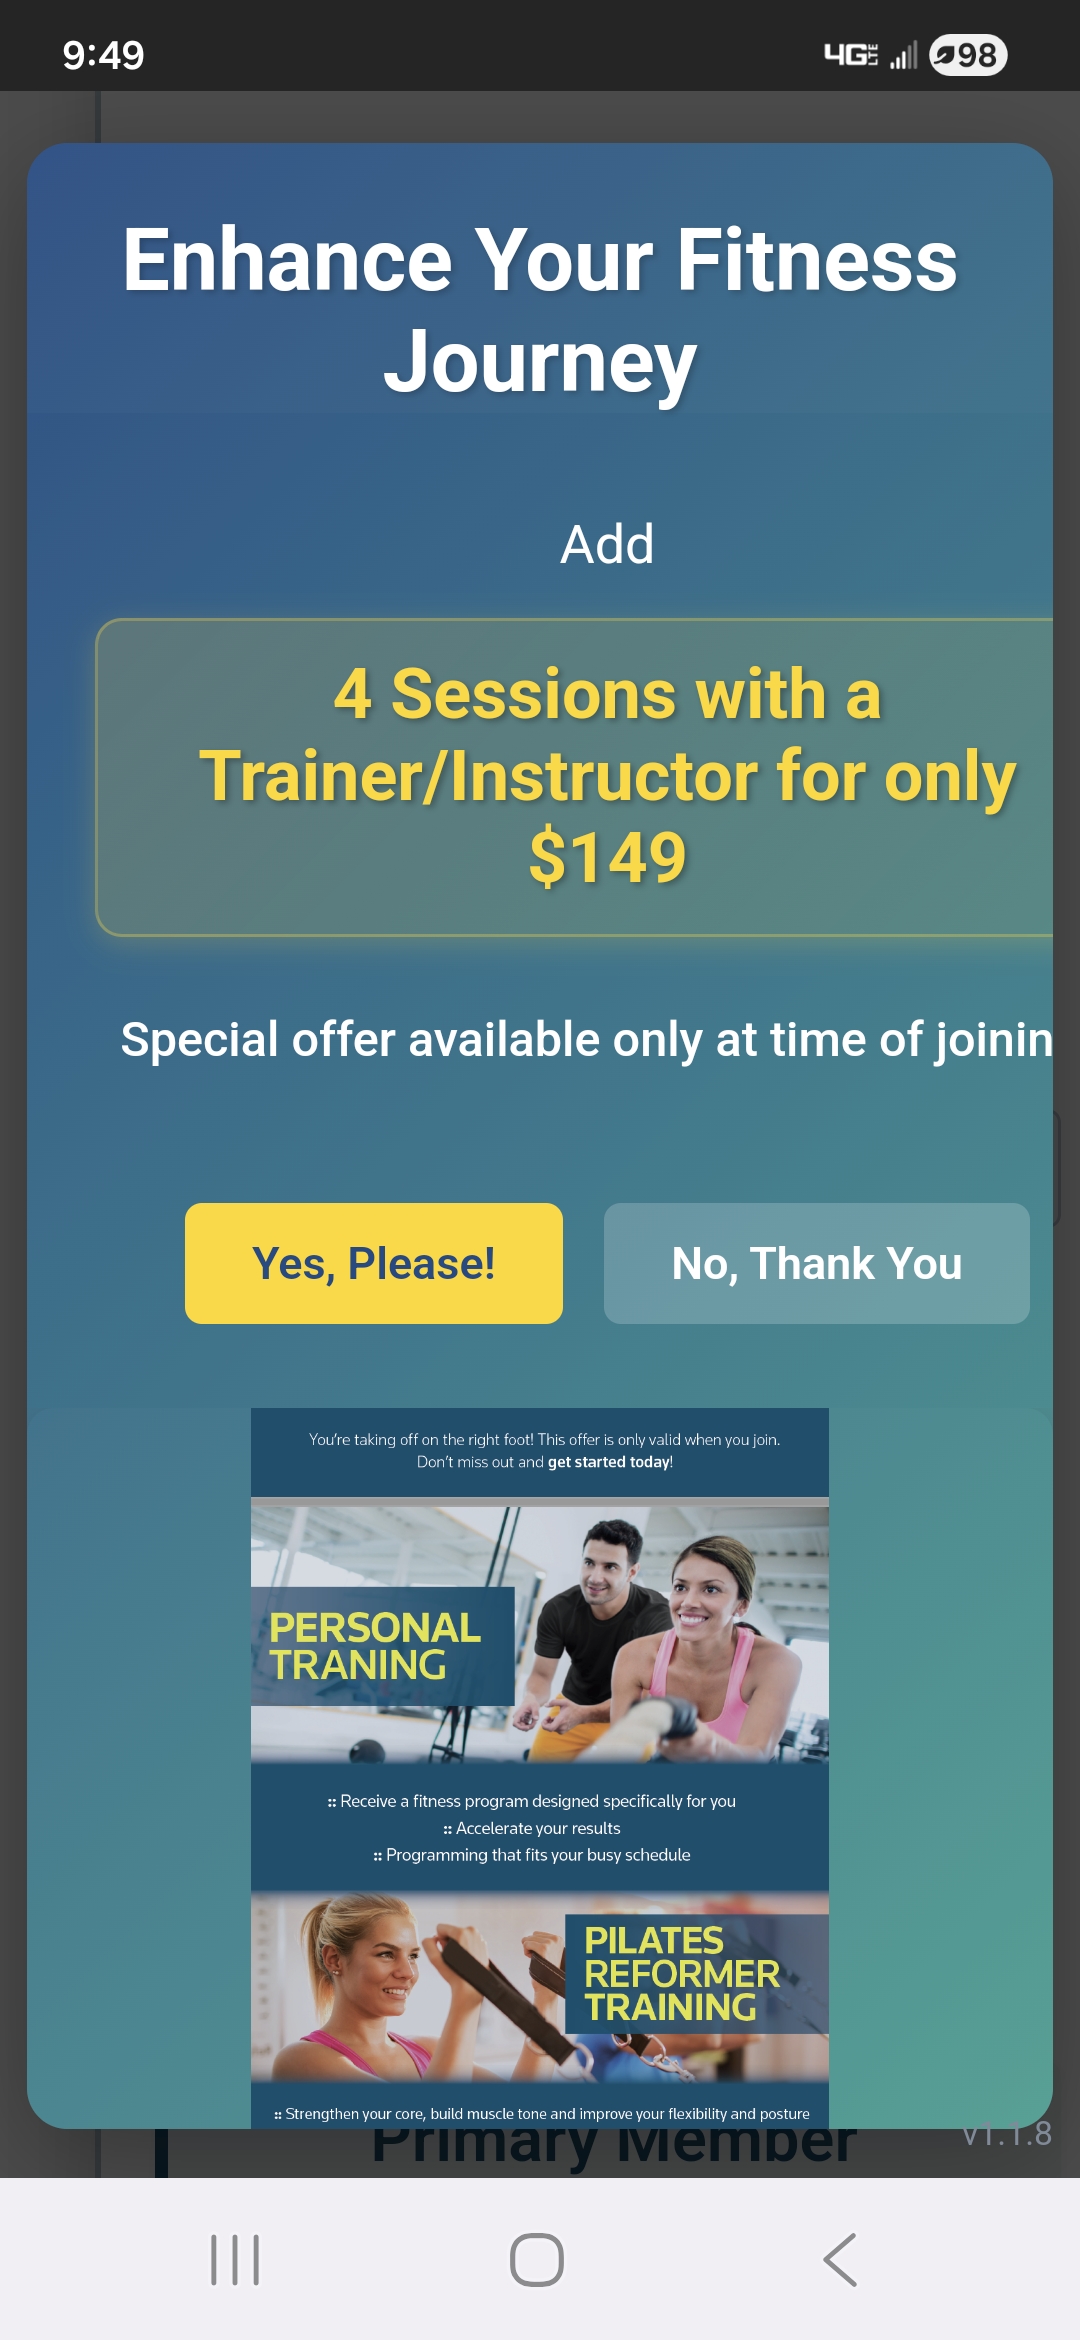 9:49
4G LTE
98
Enhance Your Fitness
Journey
Add
4 Sessions with a
Trainer/Instructor for only
$149
Special offer available only at time of joinin
Yes, Please!
No, Thank You
You're taking off on the right foot! This offer is only valid when you join.
Don't miss out and get started today!
PERSONAL
TRANING
:: Receive a fitness program designed specifically for you
:: Accelerate your results
:: Programming that fits your busy schedule
PILATES
REFORMER
TRAINING
:: Strengthen your core, build muscle tone and improve your flexibility and posture
Primary Member
v1.1.8